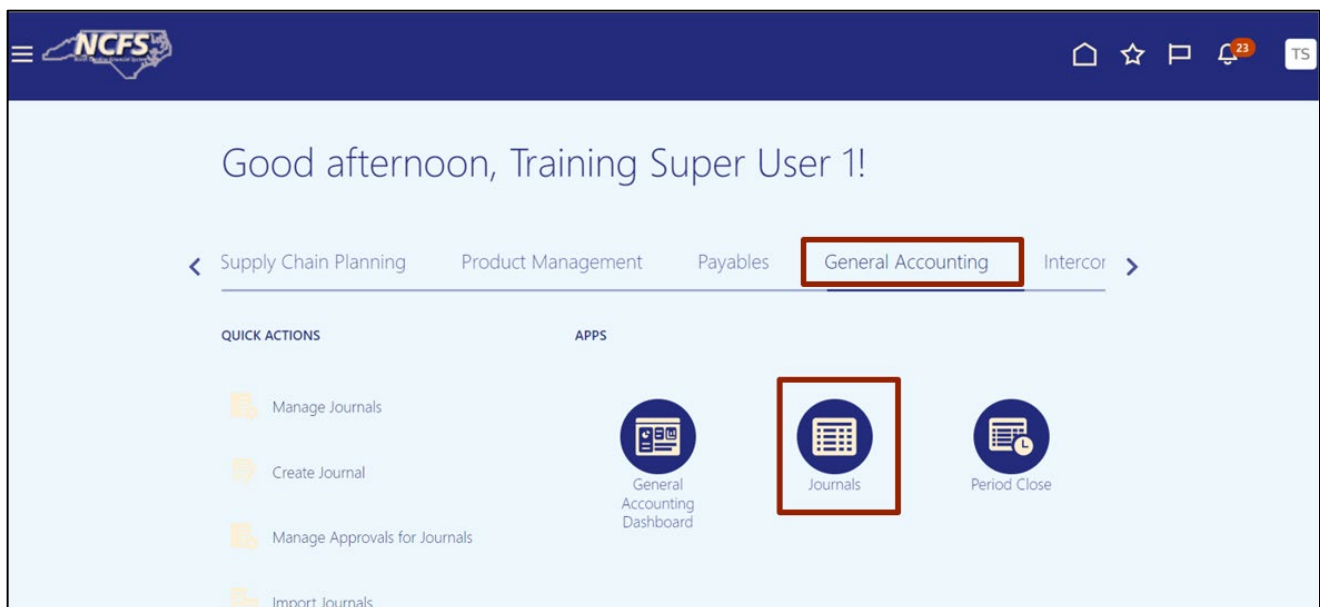 NCFS
23
TS
Good afternoon, Training Super User 1!
Supply Chain Planning
Product Management
Payables
General Accounting
Intercor
QUICK ACTIONS
APPS
Manage Journals
Create Journal
Manage Approvals for Journals
Import Journals
General
Accounting
Dashboard
Journals
Period Close